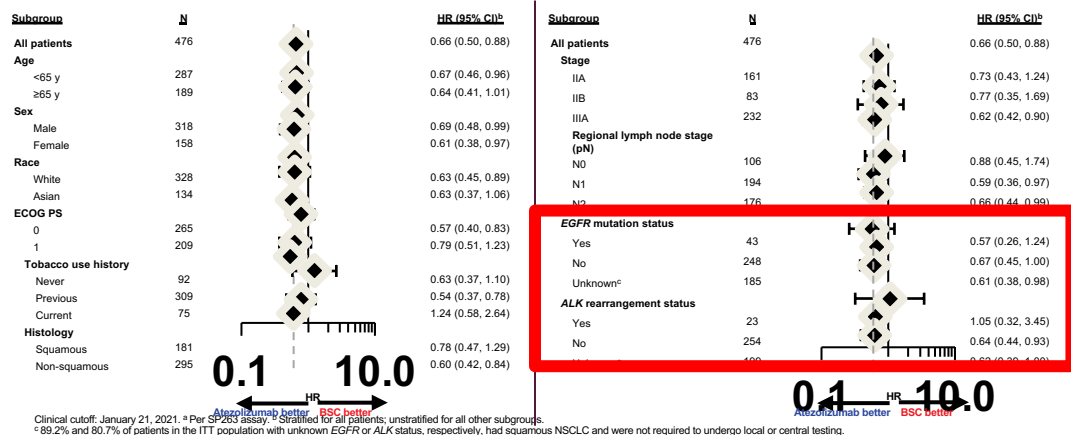 Subgroup N HR (95% CI)b
All patients 476 0.66 (0.50, 0.88)
Age
<65 y 287 0.67 (0.46, 0.96)
≥65 y 189 0.64 (0.41, 1.01)
Sex
Male 318 0.69 (0.48, 0.99)
Female 158 0.61 (0.38, 0.97)
Race
White 328 0.63 (0.45, 0.89)
Asian 134 0.63 (0.37, 1.06)
ECOG PS
0 265 0.57 (0.40, 0.83)
1 209 0.79 (0.51, 1.23)
Tobacco use history
Never 92 0.63 (0.37, 1.10)
Previous 309 0.54 (0.37, 0.78)
Current 75 1.24 (0.58, 2.64)
Histology
Squamous 181 0.78 (0.47, 1.29)
Non-squamous 295 0.60 (0.42, 0.84)
0.1 10.0
HR
Atezolizumab better BSC better
Subgroup N HR (95% CI)b
All patients 476 0.66 (0.50, 0.88)
Stage
IIA 161 0.73 (0.43, 1.24)
IIB 83 0.77 (0.35, 1.69)
IIIA 232 0.62 (0.42, 0.90)
Regional lymph node stage
(pN)
N0 106 0.88 (0.45, 1.74)
N1 194 0.59 (0.36, 0.97)
N2 176 0.66 (0.44, 0.99)
EGFR mutation status
Yes 43 0.57 (0.26, 1.24)
No 248 0.67 (0.45, 1.00)
Unknownc 185 0.61 (0.38, 0.98)
ALK rearrangement status
Yes 23 1.05 (0.32, 3.45)
No 254 0.64 (0.44, 0.93)
0.1 10.0
HR
Atezolizumab better BSC better
Clinical cutoff: January 21, 2021. a Per SP263 assay. b Stratified for all patients; unstratified for all other subgroups.
c 89.2% and 80.7% of patients in the ITT population with unknown EGFR or ALK status, respectively, had squamous NSCLC and were not required to undergo local or central testing.